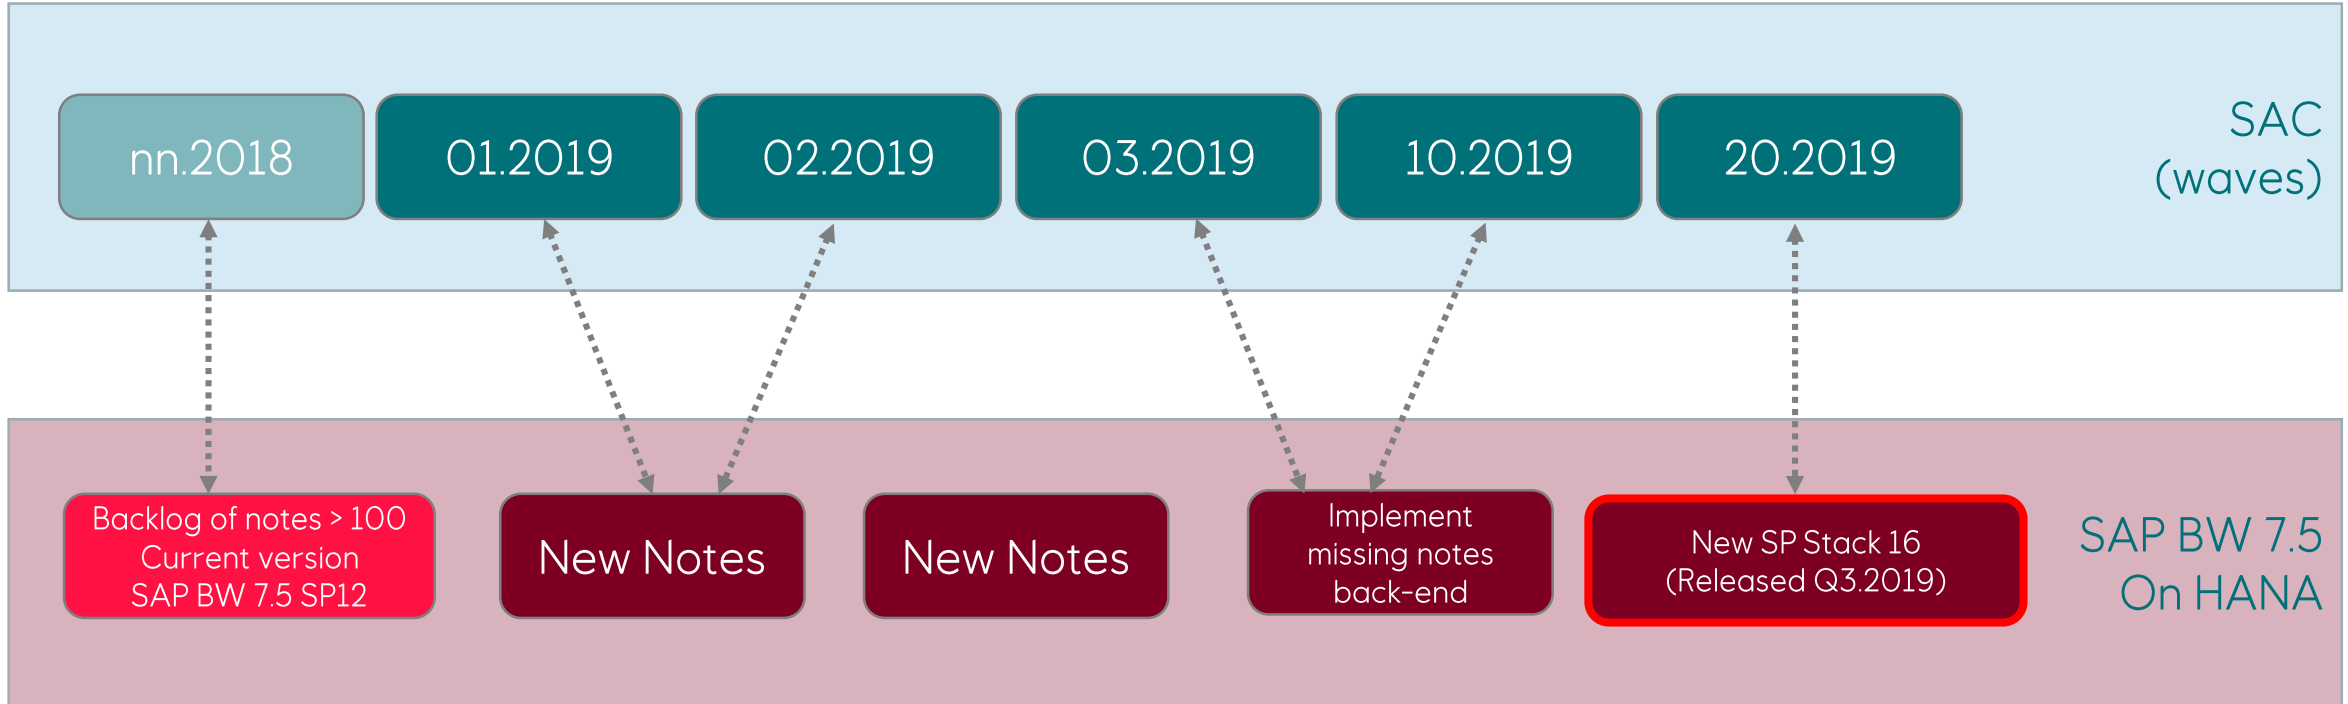 nn.2018
01.2019
02.2019
03.2019
10.2019
20.2019
SAC
(waves)
Backlog of notes > 100
Current version
SAP BW 7.5 SP12
New Notes
New Notes
Implement
missing notes
back-end
New SP Stack 16
(Released Q3.2019)
SAP BW 7.5
On HANA